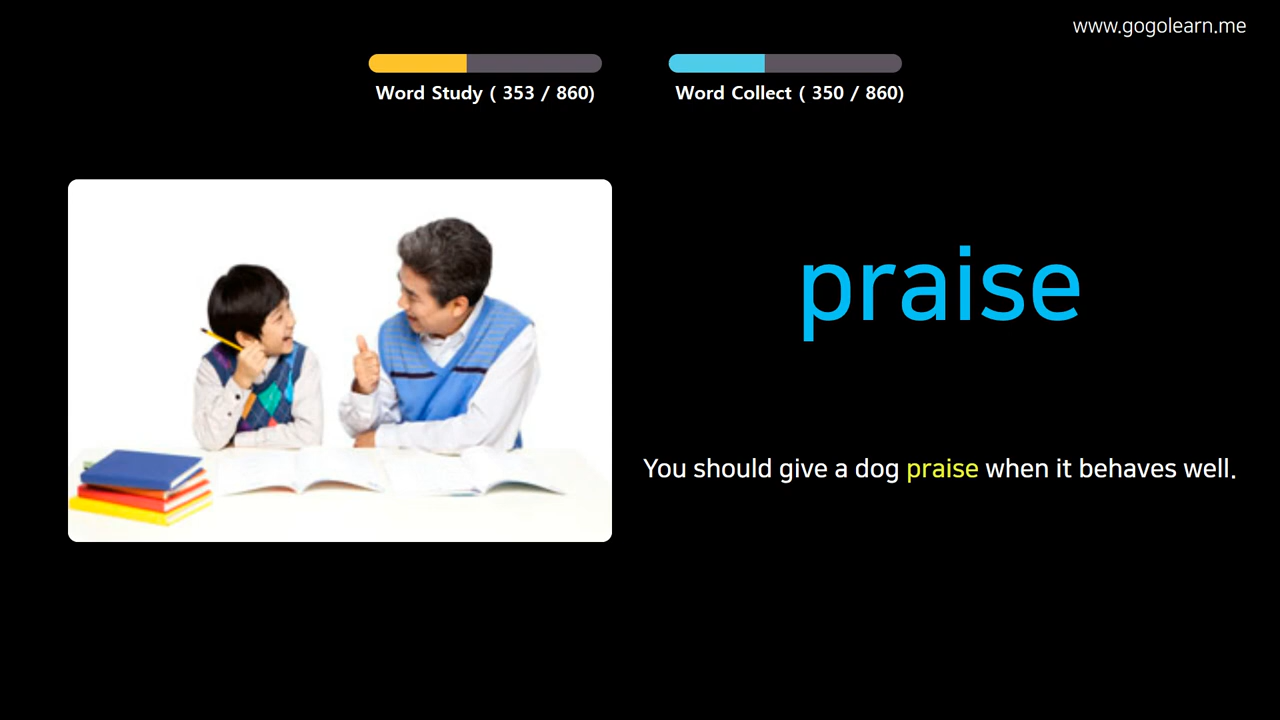 www.gogolearn.me
Word Study ( 353 / 860)
Word Collect ( 350 / 860)
praise
You should give a dog praise when it behaves well.